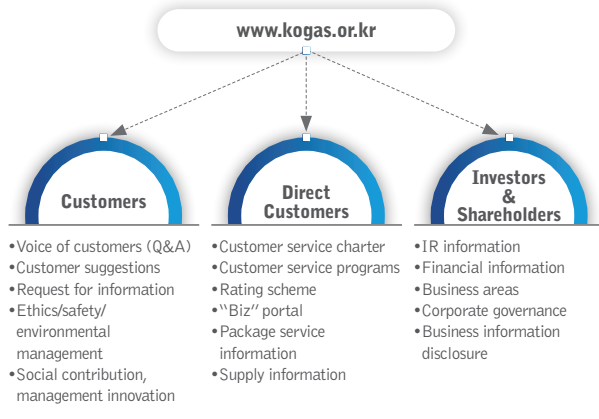 www.kogas.or.kr
Customers
•Voice of customers (Q&A)
•Customer suggestions
•Request for information
•Ethics/safety/
environmental
management
•Social contribution,
management innovation
Direct
Customers
•Customer service charter
•Customer service programs
•Rating scheme
•“Biz” portal
•Package service
information
•Supply information
Investors
&
Shareholders
•IR information
•Financial information
•Business areas
•Corporate governance
•Business information
disclosure